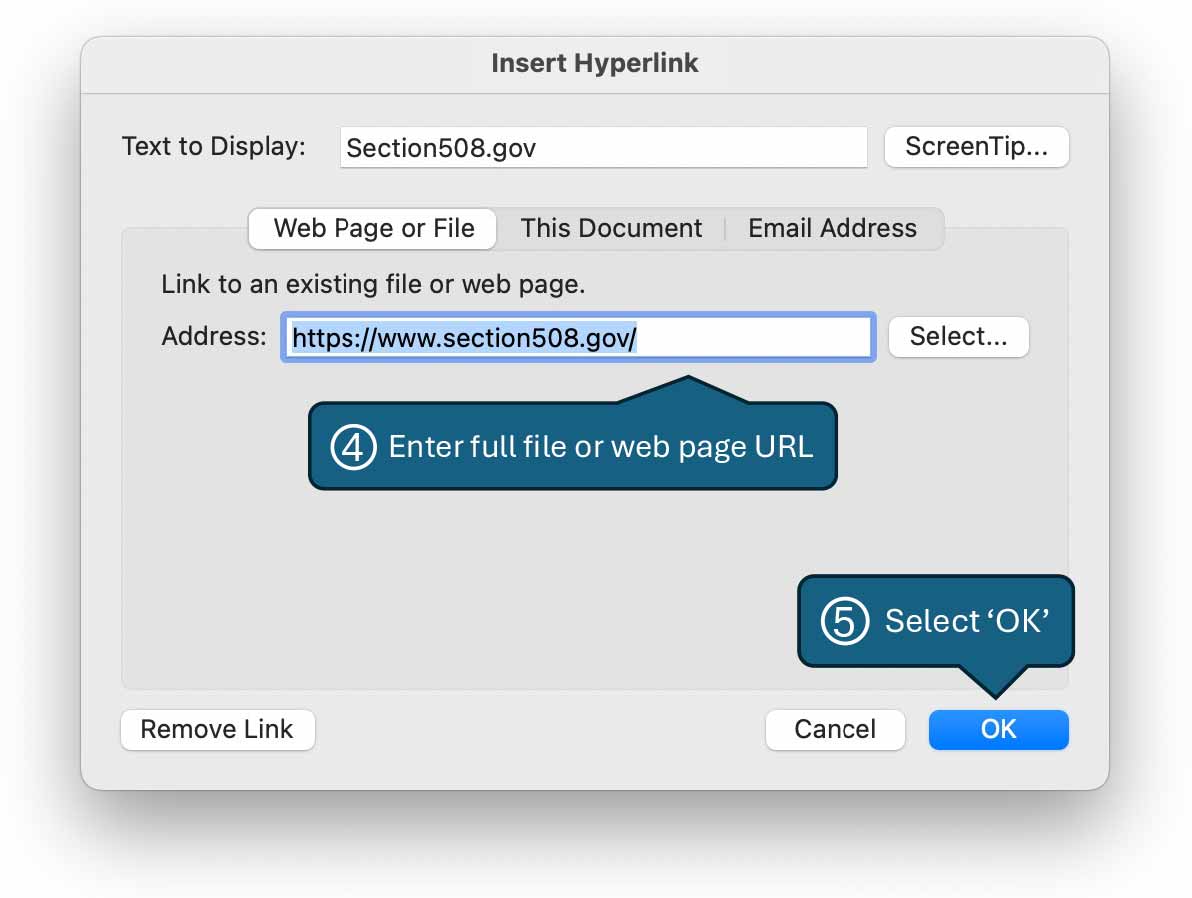 Insert Hyperlink
Text to Display: Section508.gov ScreenTip...
Web Page or File This Document Email Address
Link to an existing file or web page.
Address: https://www.section508.gov/ Select...
④ Enter full file or web page URL
⑤ Select ‘OK’
Remove Link Cancel OK